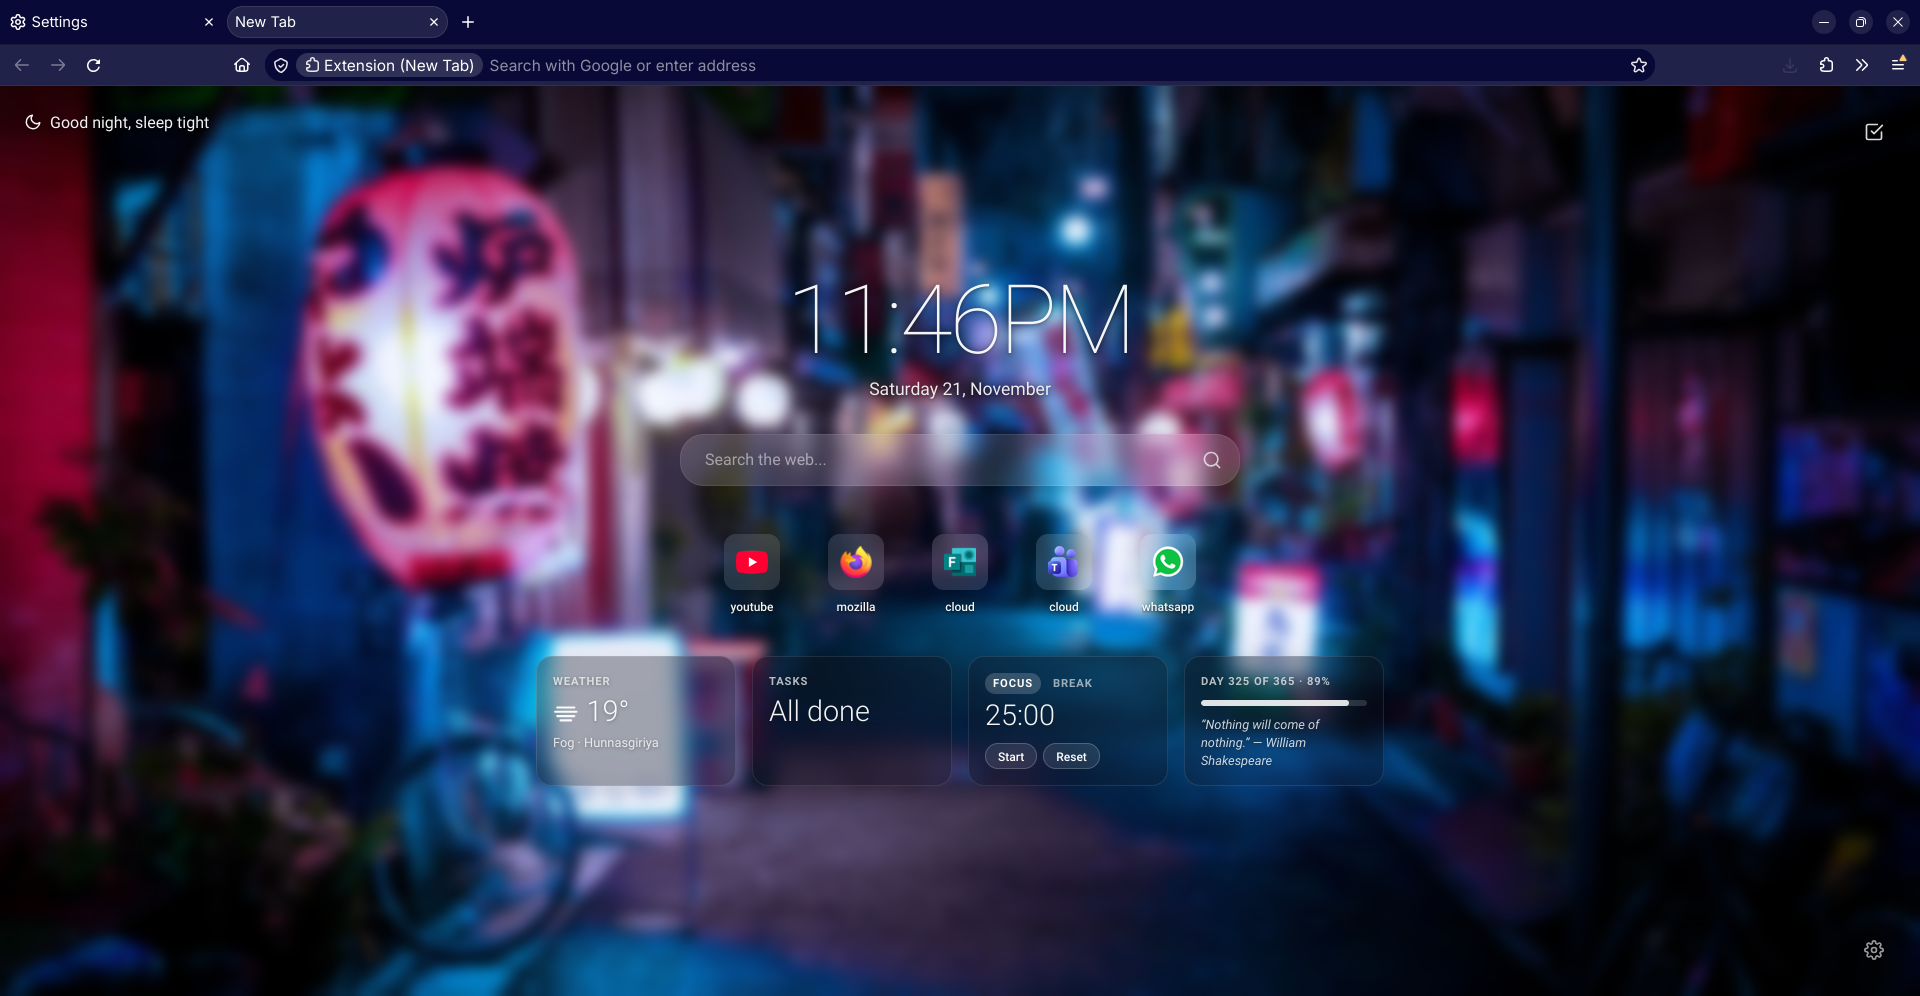 Settings
New Tab
Extension (New Tab)
Search with Google or enter address
Good night, sleep tight
11:46PM
Saturday 21, November
Search the web...
youtube
mozilla
cloud
cloud
whatsapp
WEATHER
19°
Fog · Hunnasgiriya
TASKS
All done
FOCUS
BREAK
25:00
Start
Reset
DAY 325 OF 365 · 89%
“Nothing will come of
nothing.” — William
Shakespeare